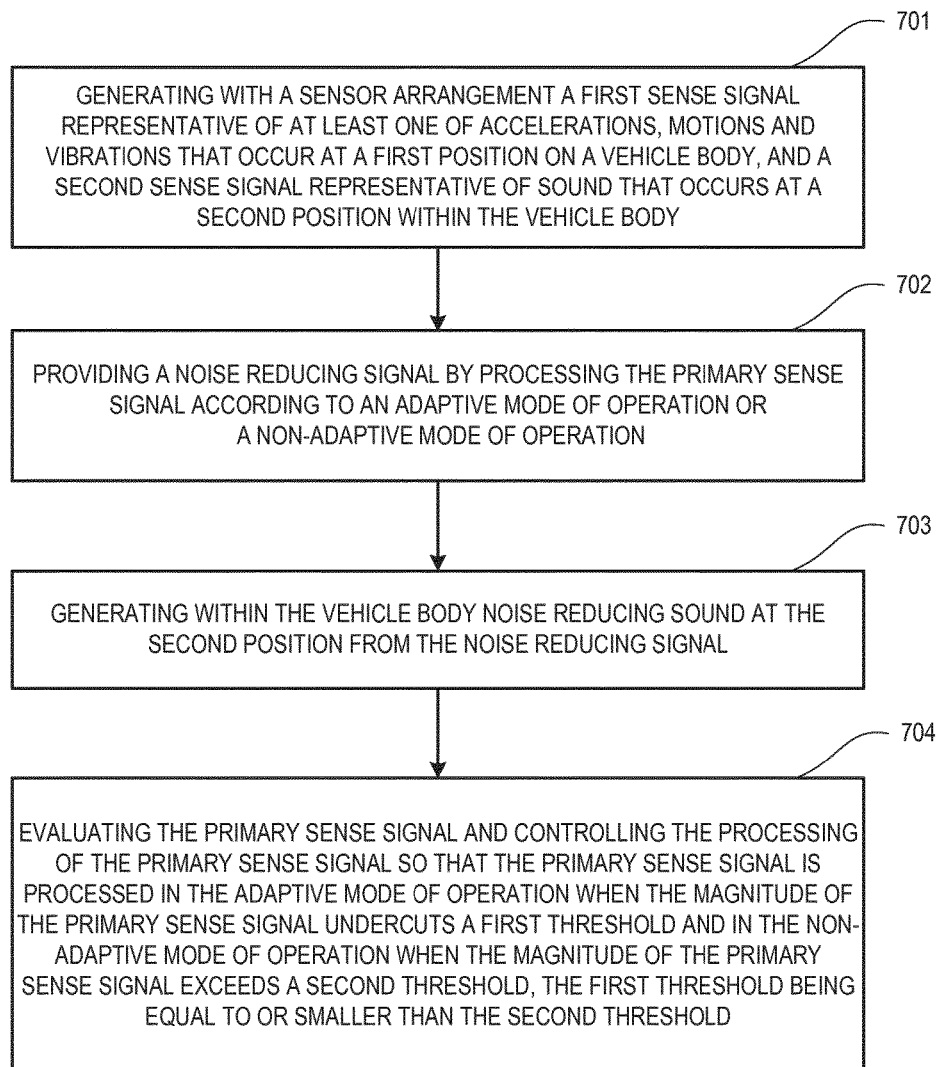 701
GENERATING WITH A SENSOR ARRANGEMENT A FIRST SENSE SIGNAL
REPRESENTATIVE OF AT LEAST ONE OF ACCELERATIONS, MOTIONS AND
VIBRATIONS THAT OCCUR AT A FIRST POSITION ON A VEHICLE BODY, AND A
SECOND SENSE SIGNAL REPRESENTATIVE OF SOUND THAT OCCURS AT A
SECOND POSITION WITHIN THE VEHICLE BODY
702
PROVIDING A NOISE REDUCING SIGNAL BY PROCESSING THE PRIMARY SENSE
SIGNAL ACCORDING TO AN ADAPTIVE MODE OF OPERATION OR
A NON-ADAPTIVE MODE OF OPERATION
703
GENERATING WITHIN THE VEHICLE BODY NOISE REDUCING SOUND AT THE
SECOND POSITION FROM THE NOISE REDUCING SIGNAL
704
EVALUATING THE PRIMARY SENSE SIGNAL AND CONTROLLING THE PROCESSING
OF THE PRIMARY SENSE SIGNAL SO THAT THE PRIMARY SENSE SIGNAL IS
PROCESSED IN THE ADAPTIVE MODE OF OPERATION WHEN THE MAGNITUDE OF
THE PRIMARY SENSE SIGNAL UNDERCUTS A FIRST THRESHOLD AND IN THE NON-
ADAPTIVE MODE OF OPERATION WHEN THE MAGNITUDE OF THE PRIMARY
SENSE SIGNAL EXCEEDS A SECOND THRESHOLD, THE FIRST THRESHOLD BEING
EQUAL TO OR SMALLER THAN THE SECOND THRESHOLD